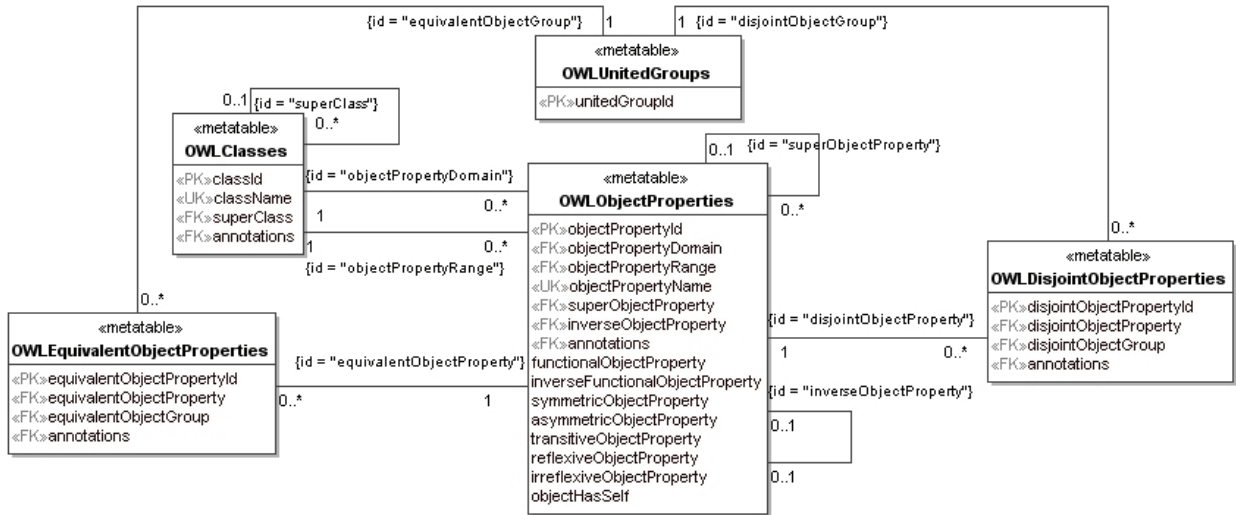 {id = "equivalentObjectGroup"}
1
1
{id = "disjointObjectGroup"}
«metatable»
OWLUnitedGroups
«PK»unitedGroupId
0..1
{id = "superClass"}
0..*
«metatable»
OWLClasses
«PK»classId
«UK»className
«FK»superClass
«FK»annotations
{id = "objectPropertyDomain"}
0..*
1
1
0..*
{id = "objectPropertyRange"}
0..1
{id = "superObjectProperty"}
0..*
«metatable»
OWLObjectProperties
«PK»objectPropertyId
«FK»objectPropertyDomain
«FK»objectPropertyRange
«UK»objectPropertyName
«FK»superObjectProperty
«FK»inverseObjectProperty
«FK»annotations
functionalObjectProperty
inverseFunctionalObjectProperty
symmetricObjectProperty
asymmetricObjectProperty
transitiveObjectProperty
reflexiveObjectProperty
irreflexiveObjectProperty
objectHasSelf
0..*
«metatable»
OWLDisjointObjectProperties
«PK»disjointObjectPropertyId
«FK»disjointObjectProperty
«FK»disjointObjectGroup
«FK»annotations
{id = "disjointObjectProperty"}
1
0..*
0..*
«metatable»
OWLEquivalentObjectProperties
«PK»equivalentObjectPropertyId
«FK»equivalentObjectProperty
«FK»equivalentObjectGroup
«FK»annotations
{id = "equivalentObjectProperty"}
0..*
1
{id = "inverseObjectProperty"}
0..1
0..1